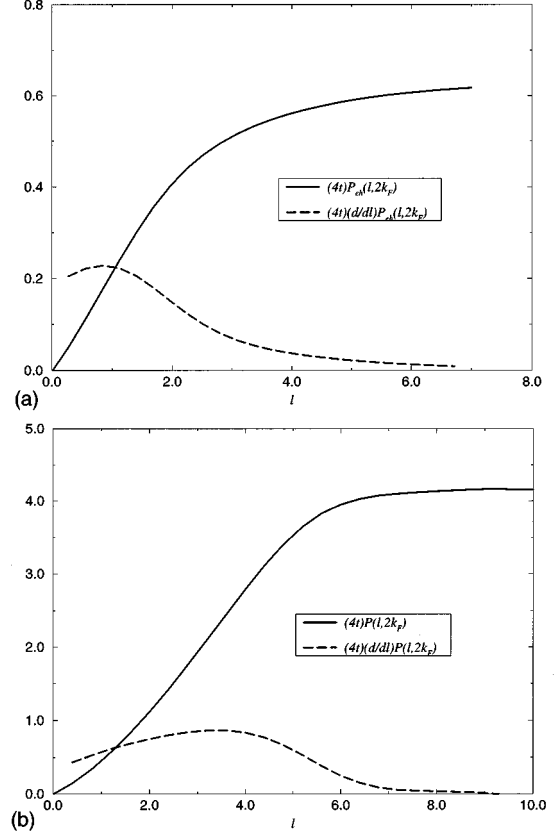 0.8
0.6
0.4
0.2
0.0
(4t)P_ch(l,2k_F)
(4t)(d/dl)P_ch(l,2k_F)
0.0 2.0 4.0 6.0 8.0
(a) l
5.0
4.0
3.0
2.0
1.0
0.0
(4t)P(l,2k_F)
(4t)(d/dl)P(l,2k_F)
0.0 2.0 4.0 6.0 8.0 10.0
(b) l